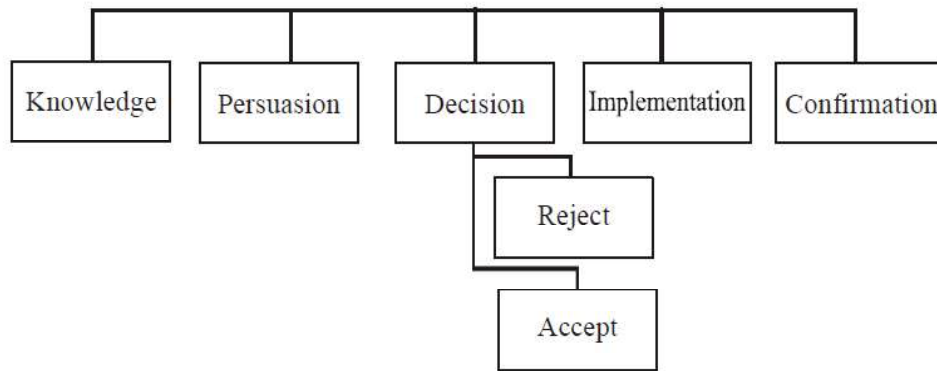 Knowledge
Persuasion
Decision
Implementation
Confirmation
Reject
Accept